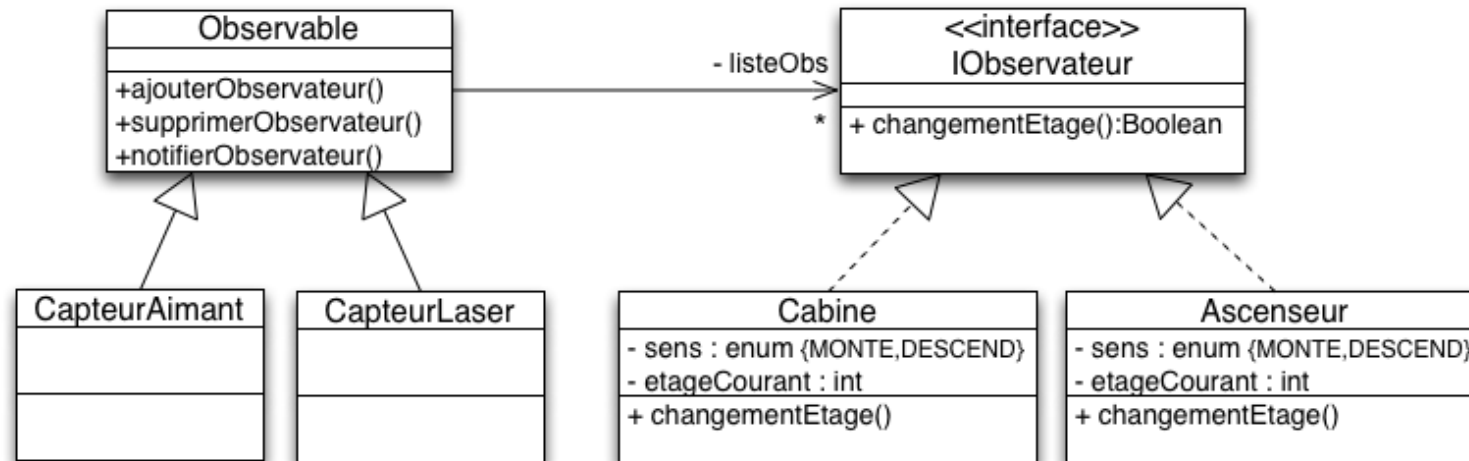 Observable
+ajouterObservateur()
+supprimerObservateur()
+notifierObservateur()
- listeObs
*
<<interface>>
IObservateur
+ changementEtage():Boolean
CapteurAimant
CapteurLaser
Cabine
- sens : enum {MONTE,DESCEND}
- etageCourant : int
+ changementEtage()
Ascenseur
- sens : enum {MONTE,DESCEND}
- etageCourant : int
+ changementEtage()